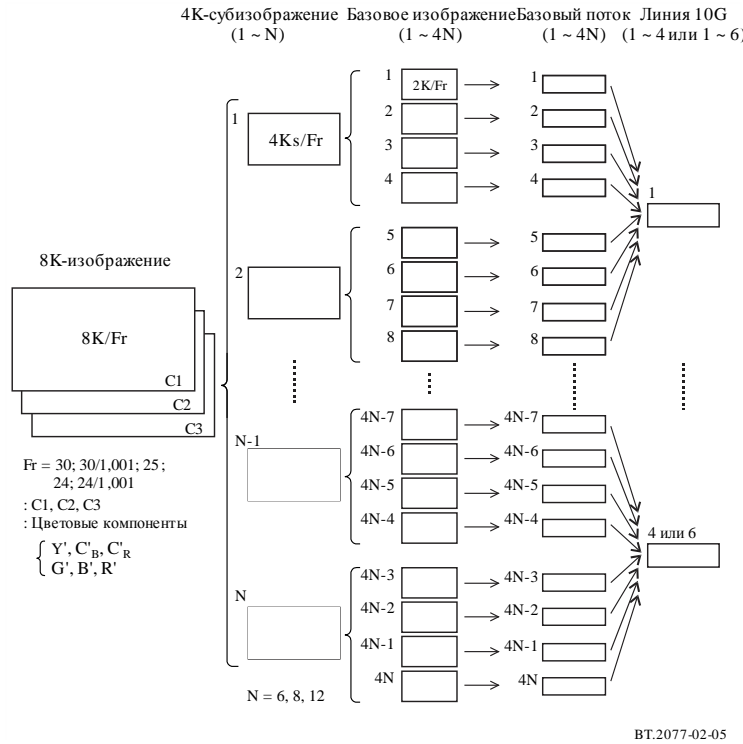 4K-субизображение Базовое изображение Базовый поток Линия 10G
(1 ~ N) (1 ~ 4N) (1 ~ 4N) (1 ~ 4 или 1 ~ 6)
1
4Ks/Fr
2
N-1
N
1
2K/Fr
2
3
4
5
6
7
8
4N-7
4N-6
4N-5
4N-4
4N-3
4N-2
4N-1
4N
1
2
3
4
5
6
7
8
4N-7
4N-6
4N-5
4N-4
4N-3
4N-2
4N-1
4N
1
4 или 6
8K-изображение
8K/Fr
C1
C2
C3
Fr = 30; 30/1,001; 25;
24; 24/1,001
: C1, C2, C3
: Цветовые компоненты
Y', C'B, C'R
G', B', R'
N = 6, 8, 12
BT.2077-02-05